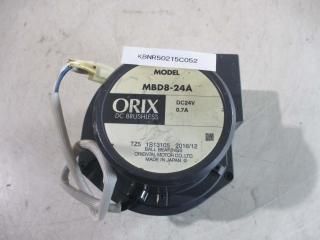 KBNR50215C052
MODEL
MBD8-24A
ORIX
DC BRUSHLESS
DC24V
0.7A
TZ5 1S13105 2016/12
BALL BEARINGS
ORIENTAL MOTOR CO.,LTD.
MADE IN JAPAN